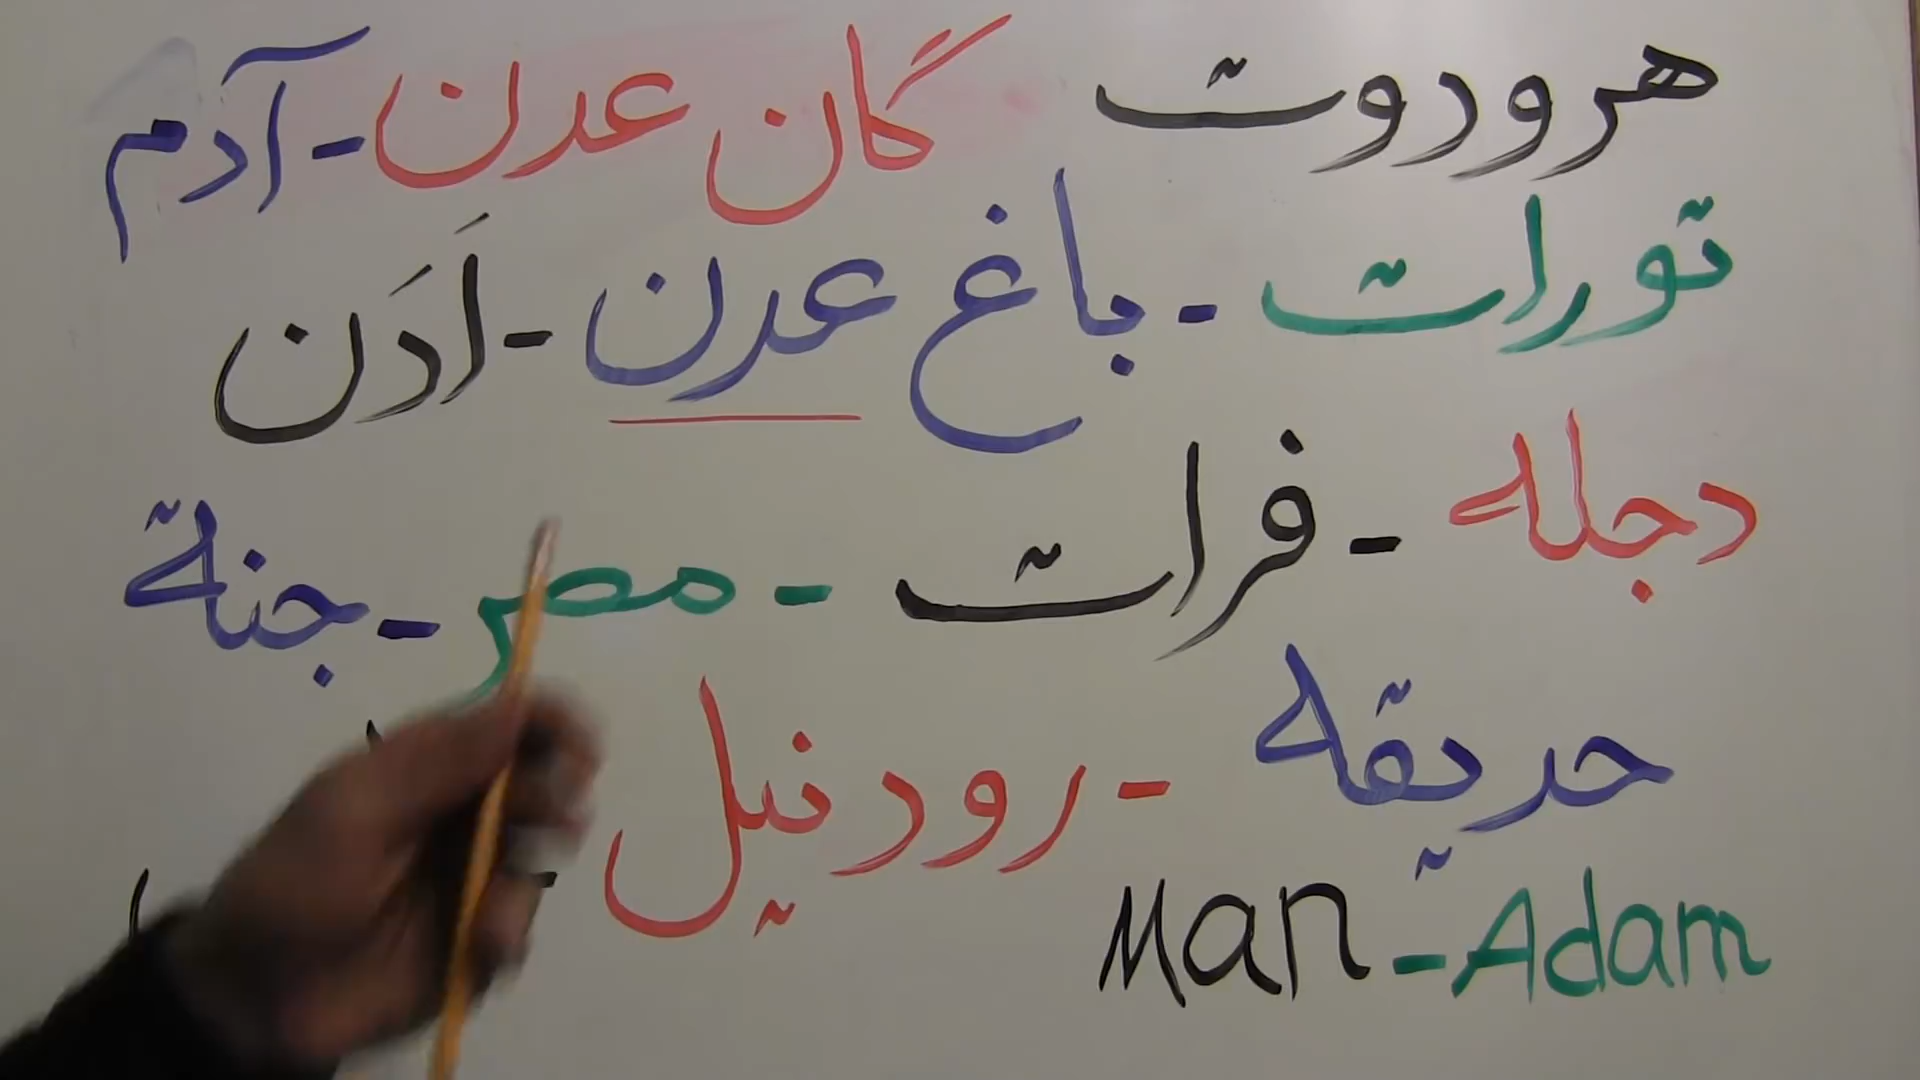 هرودوت گان عدن - آدم
تورات - باغ عدن - اَدَن
دجله - فرات - مصر - جنة
حدیقه - رود نیل -
Man - Adam